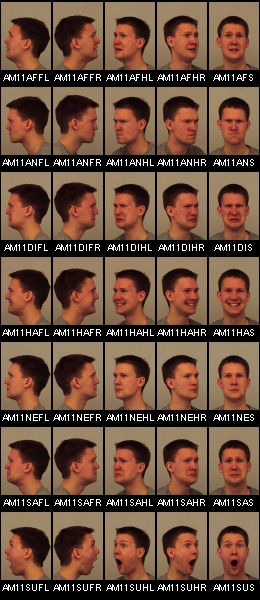 AM11AFFL AM11AFFR AM11AFHL AM11AFHR AM11AFS
AM11ANFL AM11ANFR AM11ANHL AM11ANHR AM11ANS
AM11DIFL AM11DIFR AM11DIHL AM11DIHR AM11DIS
AM11HAFL AM11HAFR AM11HAHL AM11HAHR AM11HAS
AM11NEFL AM11NEFR AM11NEHL AM11NEHR AM11NES
AM11SAFL AM11SAFR AM11SAHL AM11SAHR AM11SAS
AM11SUFL AM11SUFR AM11SUHL AM11SUHR AM11SUS